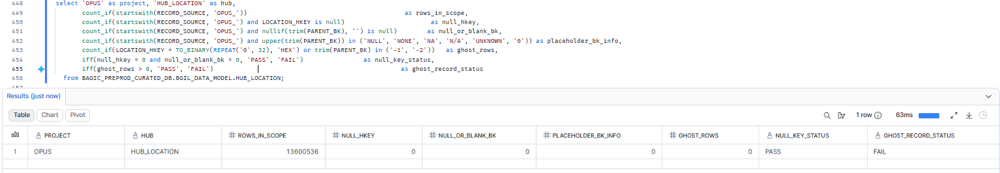 448 select 'OPUS' as project, 'HUB_LOCATION' as hub,
449 count_if(startswith(RECORD_SOURCE, 'OPUS_')) as rows_in_scope,
450 count_if(startswith(RECORD_SOURCE, 'OPUS_') and LOCATION_HKEY is null) as null_hkey,
451 count_if(startswith(RECORD_SOURCE, 'OPUS_') and nullif(trim(PARENT_BK), '') is null) as null_or_blank_bk,
452 count_if(startswith(RECORD_SOURCE, 'OPUS_') and upper(trim(PARENT_BK)) in ('NULL', 'NONE', 'NA', 'N/A', 'UNKNOWN', '0')) as placeholder_bk_info,
453 count_if(LOCATION_HKEY = TO_BINARY(REPEAT('0', 32), 'HEX') or trim(PARENT_BK) in ('-1', '-2')) as ghost_rows,
454 iff(null_hkey = 0 and null_or_blank_bk = 0, 'PASS', 'FAIL') as null_key_status,
455 iff(ghost_rows > 0, 'PASS', 'FAIL') as ghost_record_status
456 from BAGIC_PREPROD_CURATED_DB.BGIL_DATA_MODEL.HUB_LOCATION;
457
Results (just now)
Table Chart Pivot 1 row 63ms
PROJECT HUB ROWS_IN_SCOPE NULL_HKEY NULL_OR_BLANK_BK PLACEHOLDER_BK_INFO GHOST_ROWS NULL_KEY_STATUS GHOST_RECORD_STATUS
1 OPUS HUB_LOCATION 13600536 0 0 0 0 PASS FAIL